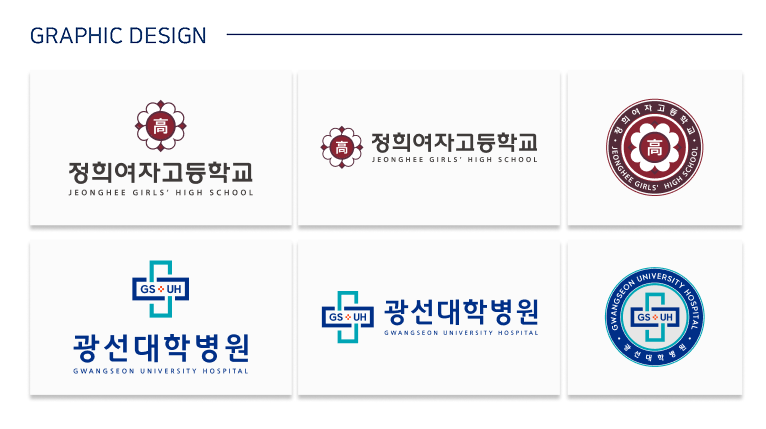 GRAPHIC DESIGN
高
정희여자고등학교
JEONGHEE GIRLS' HIGH SCHOOL
高
정희여자고등학교
JEONGHEE GIRLS' HIGH SCHOOL
정희여자고등학교
高
JEONGHEE GIRLS' HIGH SCHOOL
GS UH
광선대학병원
GWANGSEON UNIVERSITY HOSPITAL
GS UH
광선대학병원
GWANGSEON UNIVERSITY HOSPITAL
GWANGSEON UNIVERSITY HOSPITAL
GS UH
광선대학병원